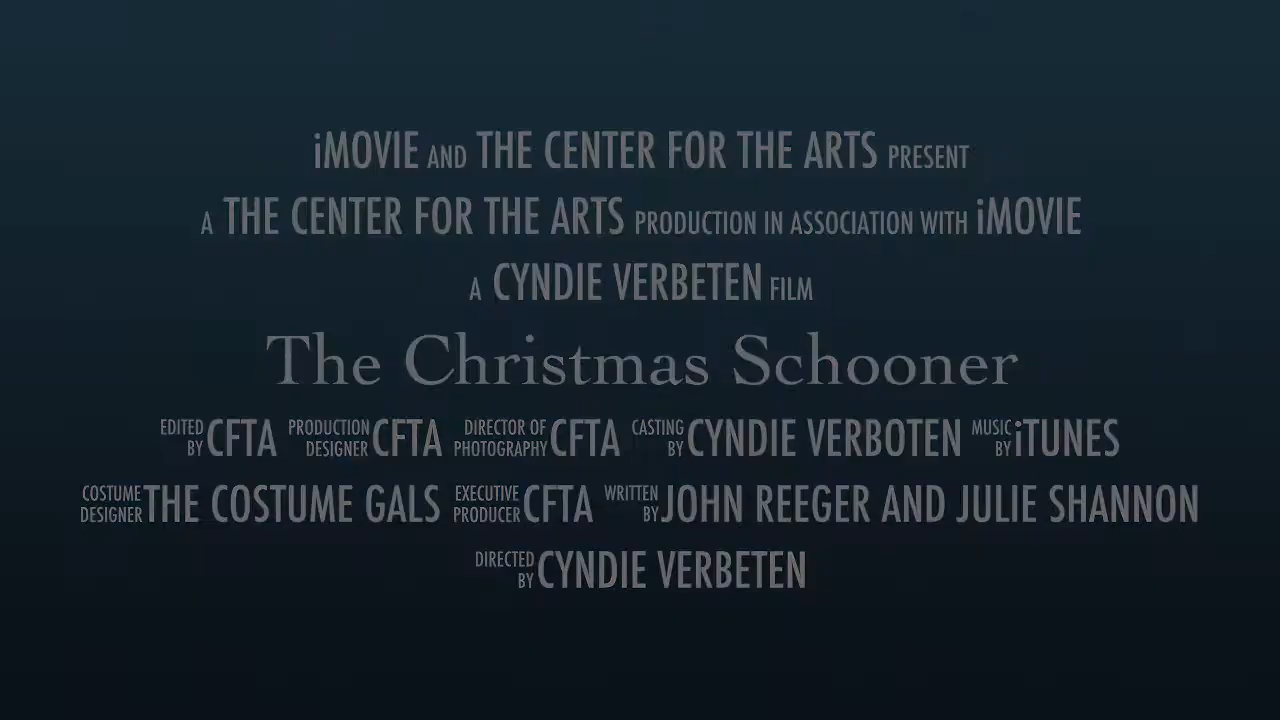 iMOVIE AND THE CENTER FOR THE ARTS PRESENT
A THE CENTER FOR THE ARTS PRODUCTION IN ASSOCIATION WITH iMOVIE
A CYNDIE VERBETEN FILM
The Christmas Schooner
EDITED BY CFTA PRODUCTION DESIGNER CFTA DIRECTOR OF PHOTOGRAPHY CFTA CASTING BY CYNDIE VERBOTEN MUSIC BY iTUNES
COSTUME DESIGNER THE COSTUME GALS EXECUTIVE PRODUCER CFTA WRITTEN BY JOHN REEGER AND JULIE SHANNON
DIRECTED BY CYNDIE VERBETEN